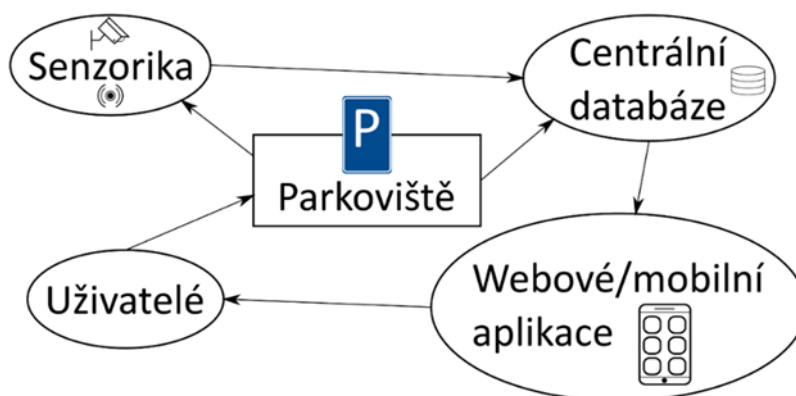 Senzorika
Centrální
databáze
P
Parkoviště
Uživatelé
Webové/mobilní
aplikace